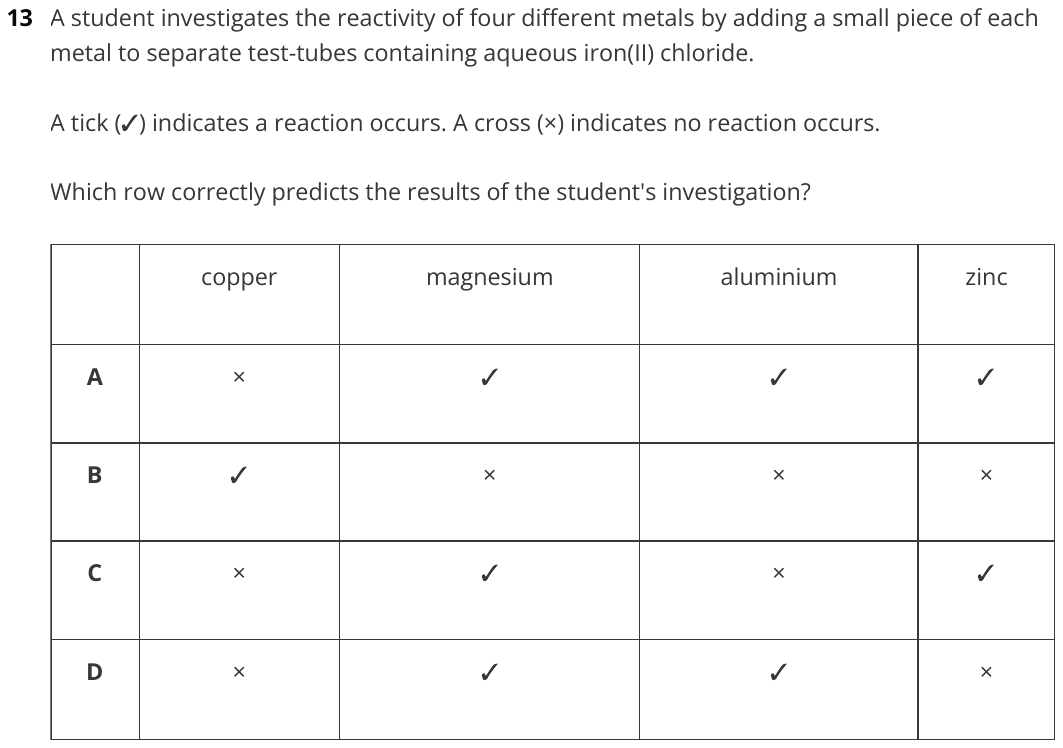 13 A student investigates the reactivity of four different metals by adding a small piece of each
metal to separate test-tubes containing aqueous iron(II) chloride.
A tick (✓) indicates a reaction occurs. A cross (×) indicates no reaction occurs.
Which row correctly predicts the results of the student's investigation?
copper magnesium aluminium zinc
A × ✓ ✓ ✓
B ✓ × × ×
C × ✓ × ✓
D × ✓ ✓ ×